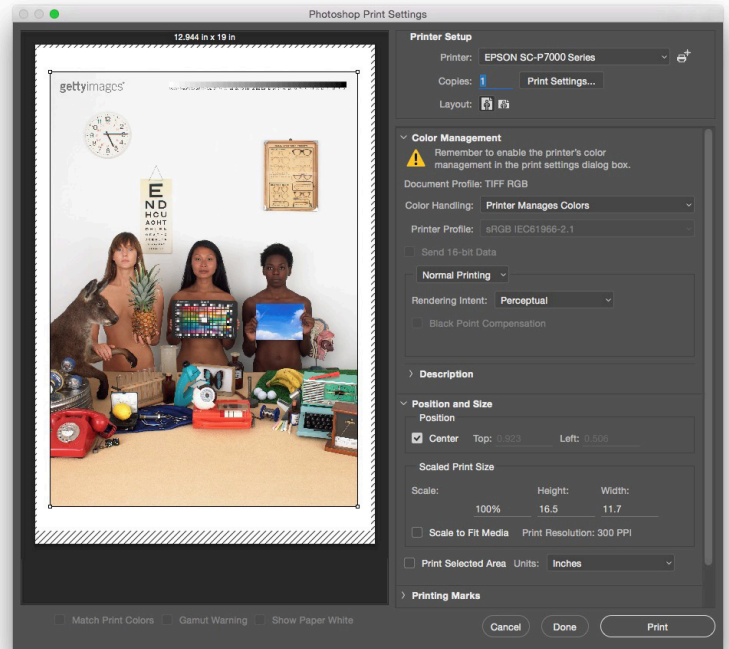 Photoshop Print Settings
12.944 in x 19 in
gettyimages®
E
ND
HCU
ACHT
Printer Setup
Printer: EPSON SC-P7000 Series
Copies: 1 Print Settings...
Layout:
Color Management
Remember to enable the printer's color
management in the print settings dialog box.
Document Profile: TIFF RGB
Color Handling: Printer Manages Colors
Printer Profile: sRGB IEC61966-2.1
Send 16-bit Data
Normal Printing
Rendering Intent: Perceptual
Black Point Compensation
Description
Position and Size
Position
Center Top: 0.923 Left: 0.506
Scaled Print Size
Scale: Height: Width:
100% 16.5 11.7
Scale to Fit Media Print Resolution: 300 PPI
Print Selected Area Units: Inches
Printing Marks
Match Print Colors Gamut Warning Show Paper White
Cancel Done Print